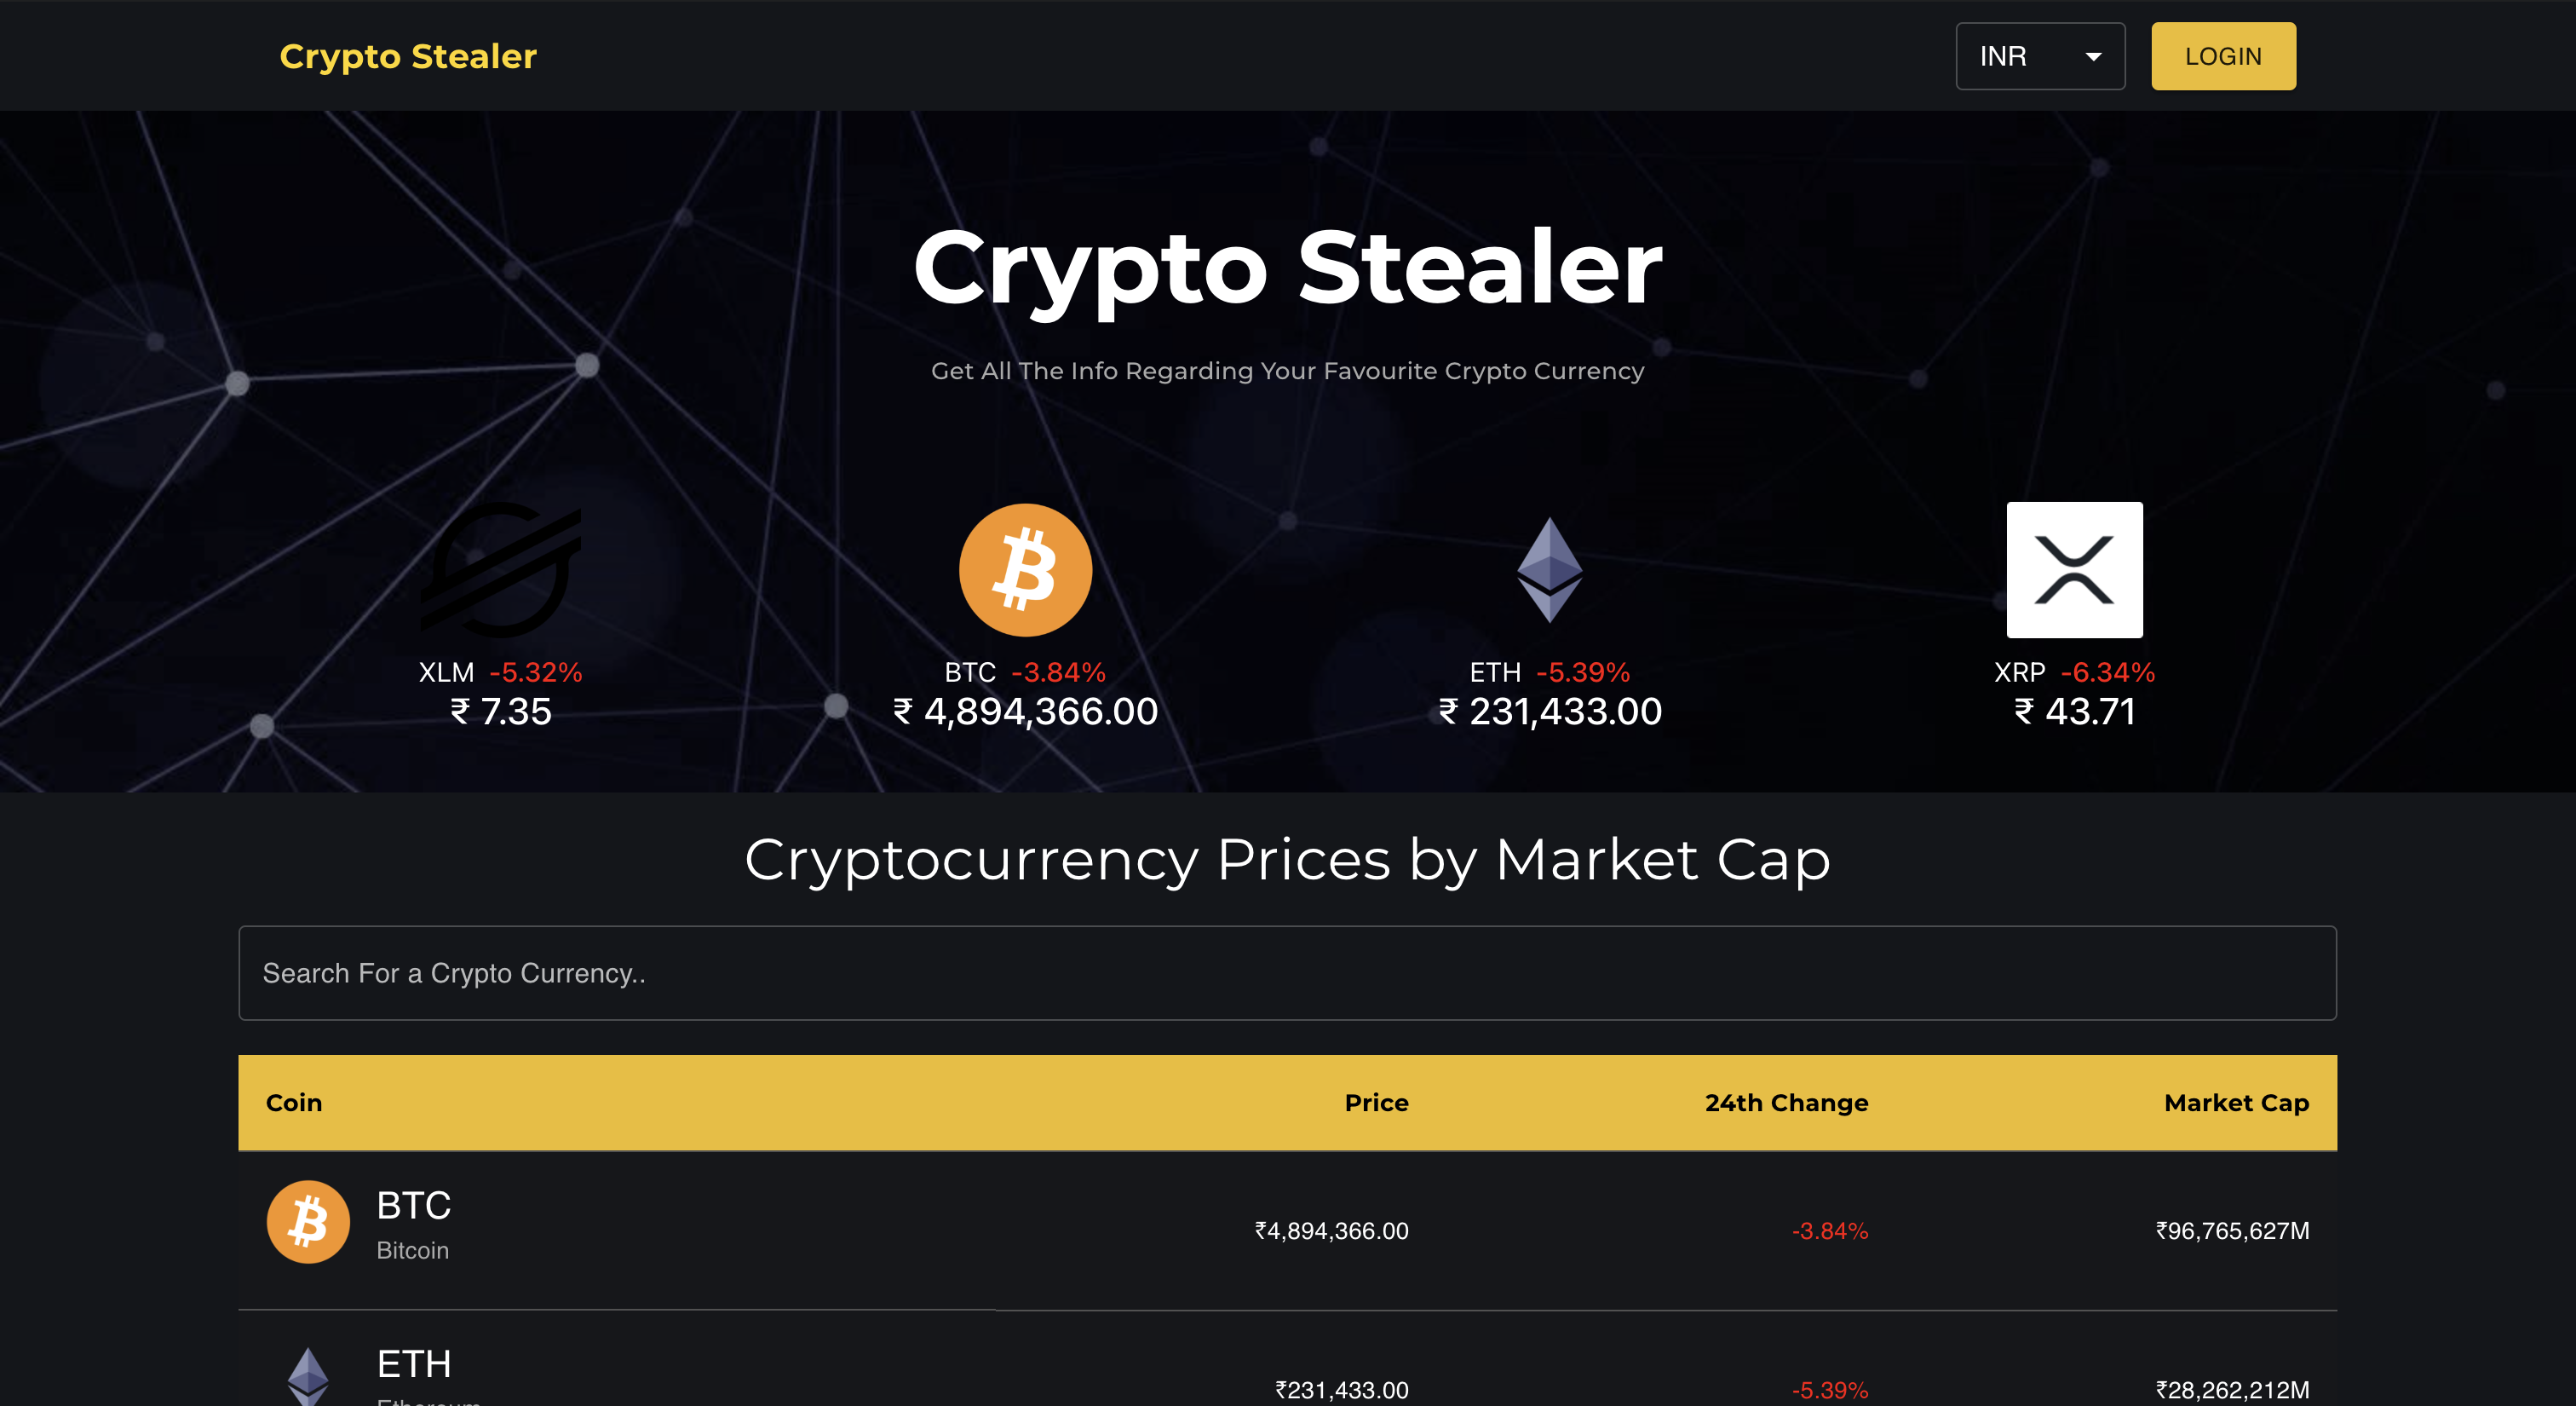 Crypto Stealer
INR
LOGIN
Crypto Stealer
Get All The Info Regarding Your Favourite Crypto Currency
XLM -5.32%
₹ 7.35
BTC -3.84%
₹ 4,894,366.00
ETH -5.39%
₹ 231,433.00
XRP -6.34%
₹ 43.71
Cryptocurrency Prices by Market Cap
Search For a Crypto Currency..
Coin Price 24th Change Market Cap
BTC
Bitcoin
₹4,894,366.00 -3.84% ₹96,765,627M
ETH
₹231,433.00 -5.39% ₹28,262,212M